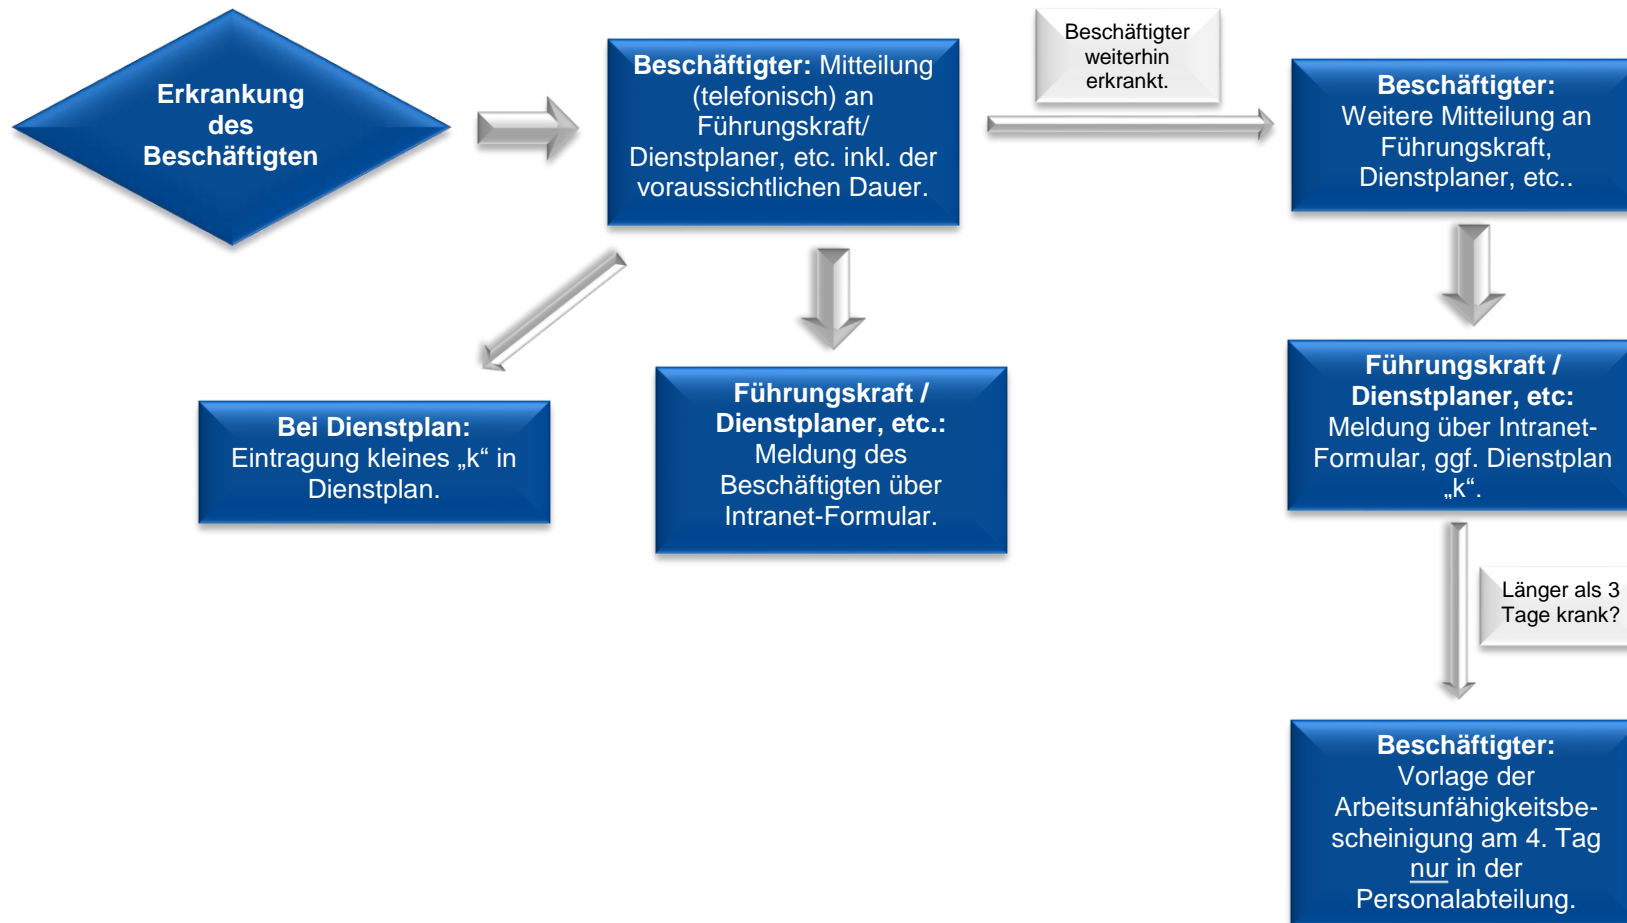 Erkrankung
des
Beschäftigten
Beschäftigter: Mitteilung
(telefonisch) an
Führungskraft/
Dienstplaner, etc. inkl. der
voraussichtlichen Dauer.
Beschäftigter
weiterhin
erkrankt.
Beschäftigter:
Weitere Mitteilung an
Führungskraft,
Dienstplaner, etc..
Bei Dienstplan:
Eintragung kleines „k“ in
Dienstplan.
Führungskraft /
Dienstplaner, etc.:
Meldung des
Beschäftigten über
Intranet-Formular.
Führungskraft /
Dienstplaner, etc:
Meldung über Intranet-
Formular, ggf. Dienstplan
„k“.
Länger als 3
Tage krank?
Beschäftigter:
Vorlage der
Arbeitsunfähigkeitsbe-
scheinigung am 4. Tag
nur in der
Personalabteilung.